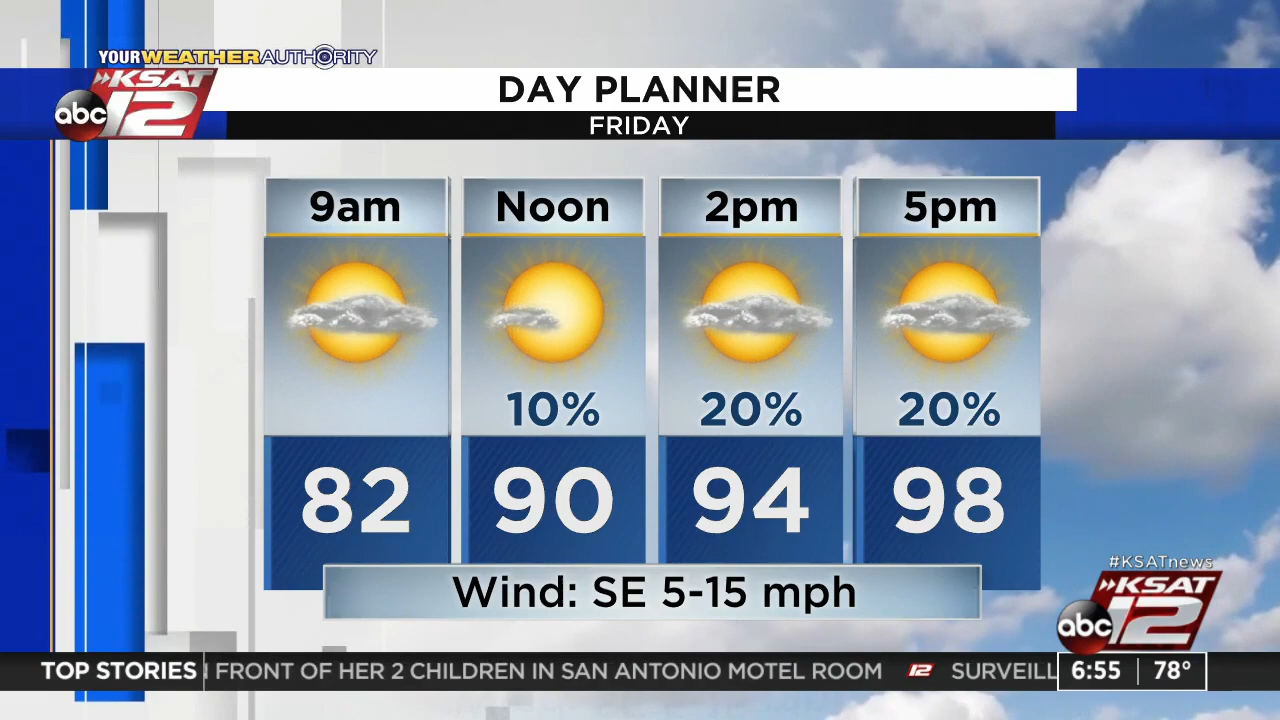 YOURWEATHERAUTHORITY
KSAT
abc 12
DAY PLANNER
FRIDAY
9am Noon 2pm 5pm
10% 20% 20%
82 90 94 98
Wind: SE 5-15 mph
#KSATnews
KSAT
abc 12
TOP STORIES FRONT OF HER 2 CHILDREN IN SAN ANTONIO MOTEL ROOM 12 SURVEILL 6:55 78°